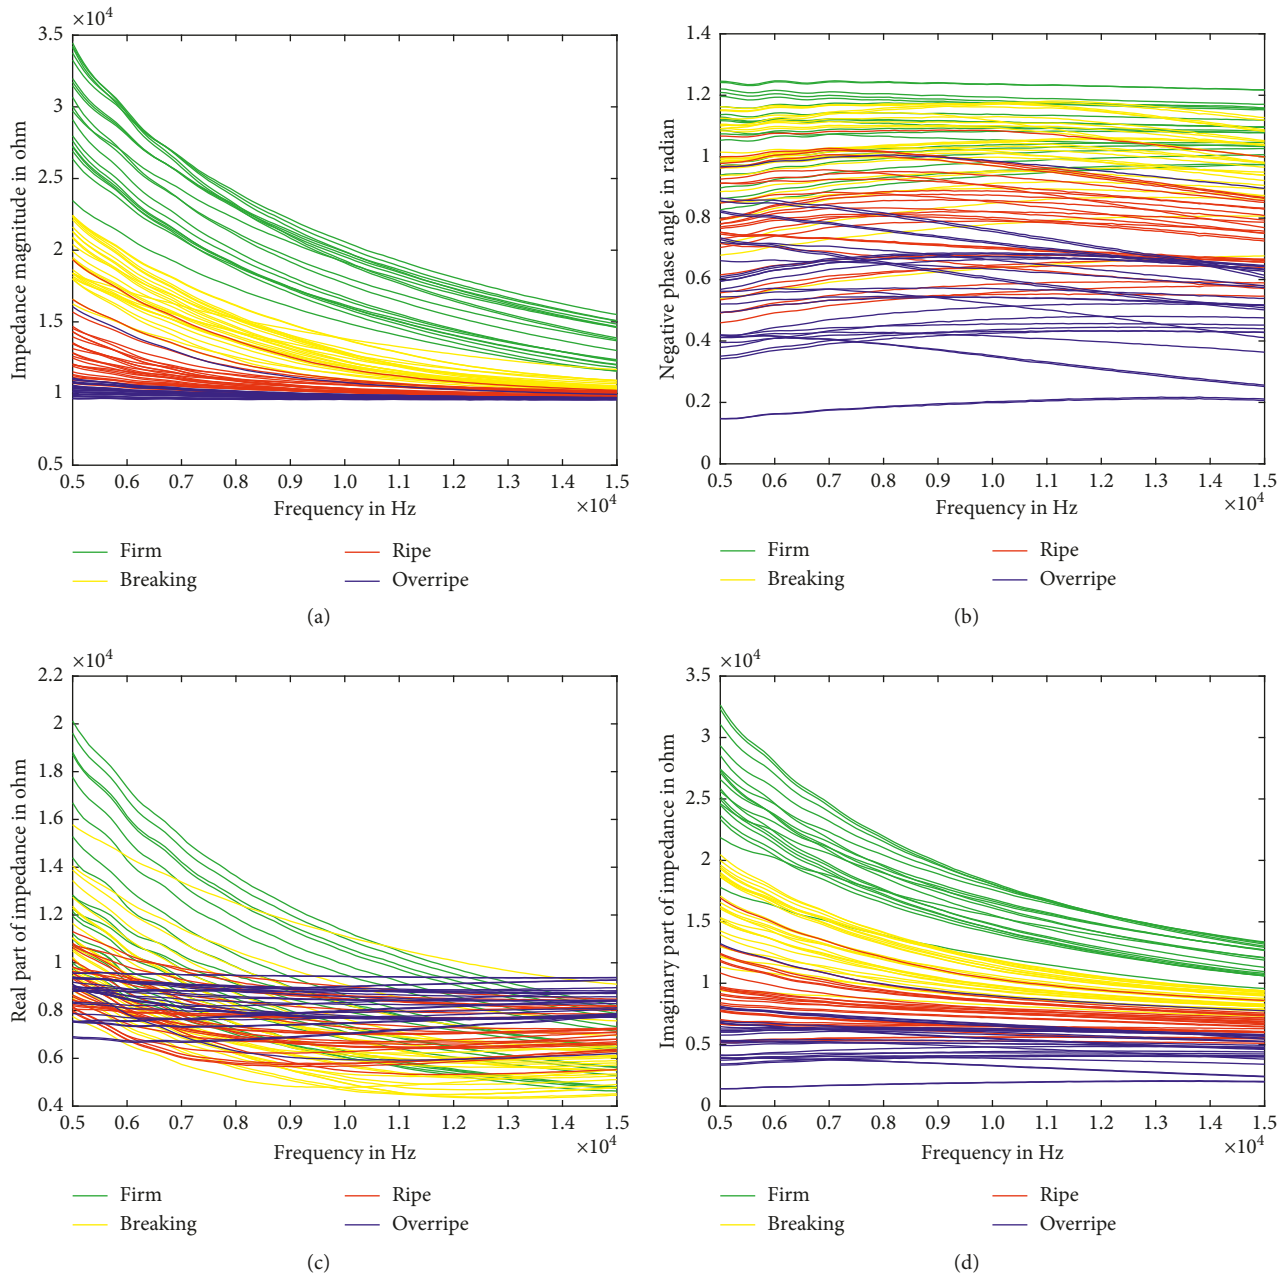 ×10⁴
3.5
3
2.5
2
1.5
1
0.5
Impedance magnitude in ohm
0.5 0.6 0.7 0.8 0.9 1.0 1.1 1.2 1.3 1.4 1.5
Frequency in Hz ×10⁴
Firm Ripe
Breaking Overripe
(a)
1.4
1.2
1
0.8
0.6
0.4
0.2
0
Negative phase angle in radian
0.5 0.6 0.7 0.8 0.9 1.0 1.1 1.2 1.3 1.4 1.5
Frequency in Hz ×10⁴
Firm Ripe
Breaking Overripe
(b)
×10⁴
2.2
2
1.8
1.6
1.4
1.2
1
0.8
0.6
0.4
Real part of impedance in ohm
0.5 0.6 0.7 0.8 0.9 1.0 1.1 1.2 1.3 1.4 1.5
Frequency in Hz ×10⁴
Firm Ripe
Breaking Overripe
(c)
×10⁴
3.5
3
2.5
2
1.5
1
0.5
0
Imaginary part of impedance in ohm
0.5 0.6 0.7 0.8 0.9 1.0 1.1 1.2 1.3 1.4 1.5
Frequency in Hz ×10⁴
Firm Ripe
Breaking Overripe
(d)